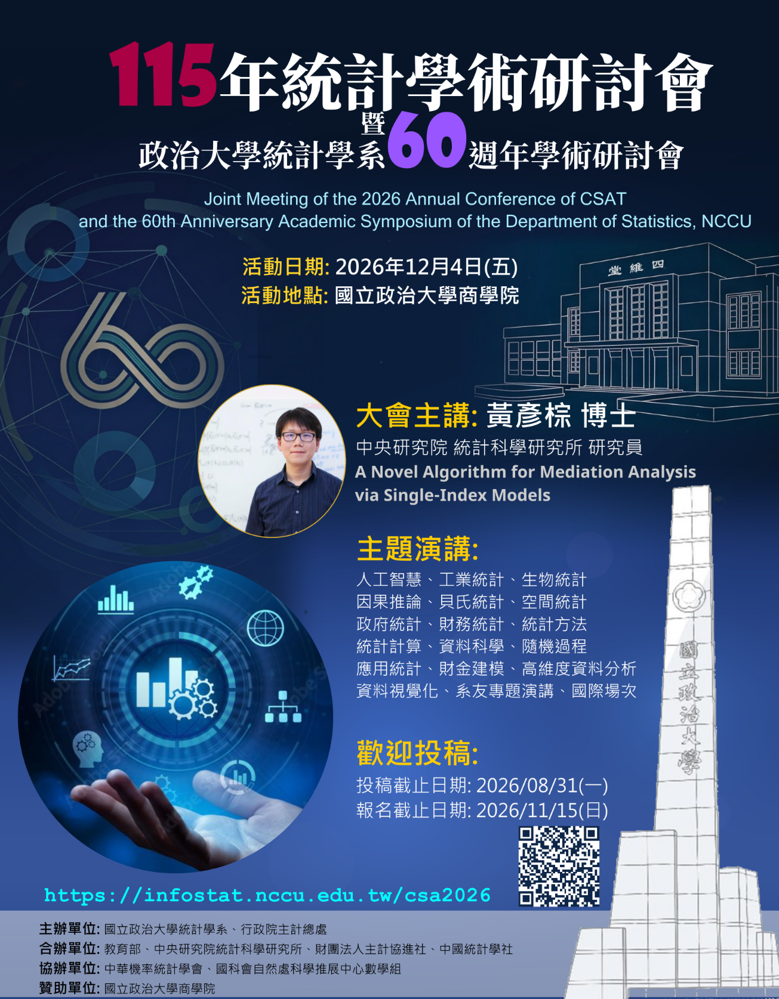 115年統計學術研討會
暨
政治大學統計學系60週年學術研討會
Joint Meeting of the 2026 Annual Conference of CSAT
and the 60th Anniversary Academic Symposium of the Department of Statistics, NCCU
活動日期: 2026年12月4日(五)
活動地點: 國立政治大學商學院
堂維四
60
大會主講: 黃彥棕 博士
中央研究院 統計科學研究所 研究員
A Novel Algorithm for Mediation Analysis
via Single-Index Models
主題演講:
人工智慧、工業統計、生物統計
因果推論、貝氏統計、空間統計
政府統計、財務統計、統計方法
統計計算、資料科學、隨機過程
應用統計、財金建模、高維度資料分析
資料視覺化、系友專題演講、國際場次
國立政治大學
歡迎投稿:
投稿截止日期: 2026/08/31(一)
報名截止日期: 2026/11/15(日)
https://infostat.nccu.edu.tw/csa2026
主辦單位: 國立政治大學統計學系、行政院主計總處
合辦單位: 教育部、中央研究院統計科學研究所、財團法人主計協進社、中國統計學社
協辦單位: 中華機率統計學會、國科會自然處科學推展中心數學組
贊助單位: 國立政治大學商學院